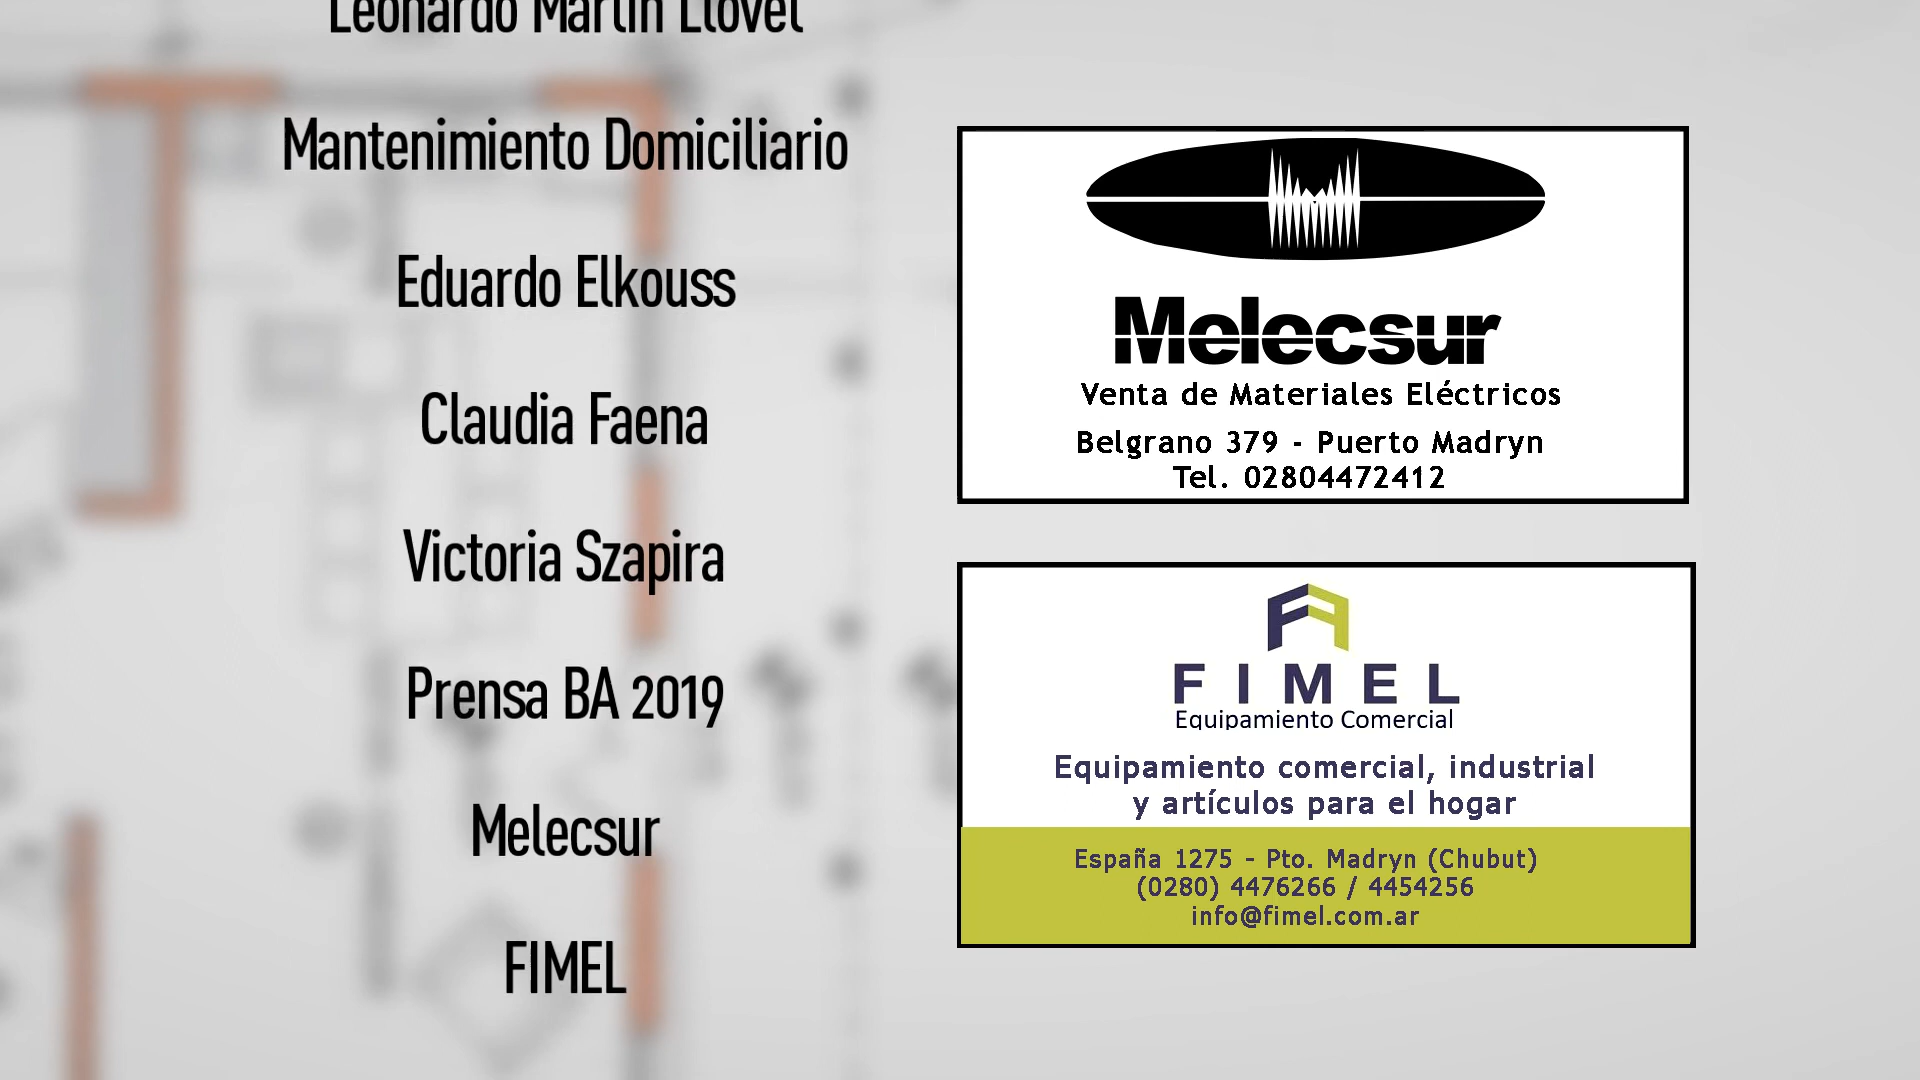 Leonardo Martin Llovet
Mantenimiento Domiciliario
Eduardo Elkouss
Claudia Faena
Victoria Szapira
Prensa BA 2019
Melecsur
FIMEL
Melecsur
Venta de Materiales Eléctricos
Belgrano 379 - Puerto Madryn
Tel. 02804472412
FIMEL
Equipamiento Comercial
Equipamiento comercial, industrial
y artículos para el hogar
España 1275 - Pto. Madryn (Chubut)
(0280) 4476266 / 4454256
info@fimel.com.ar